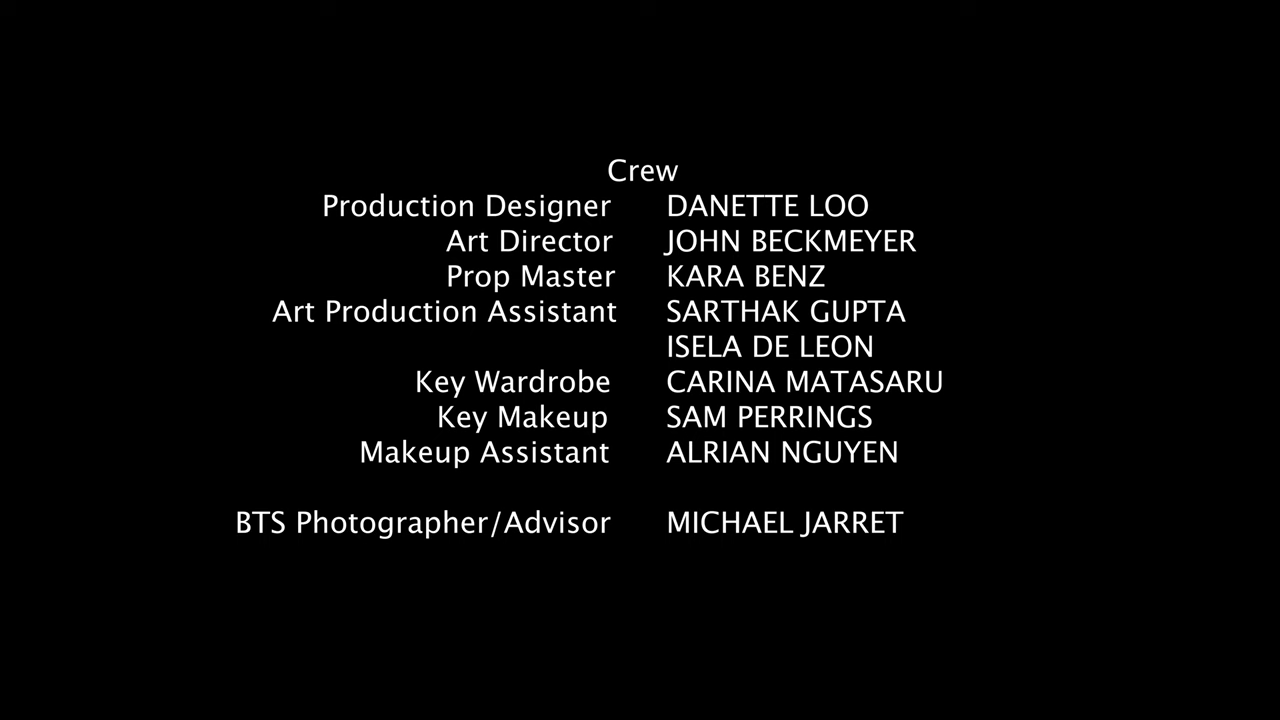 Crew
Production Designer DANETTE LOO
Art Director JOHN BECKMEYER
Prop Master KARA BENZ
Art Production Assistant SARTHAK GUPTA
ISELA DE LEON
Key Wardrobe CARINA MATASARU
Key Makeup SAM PERRINGS
Makeup Assistant ALRIAN NGUYEN
BTS Photographer/Advisor MICHAEL JARRET